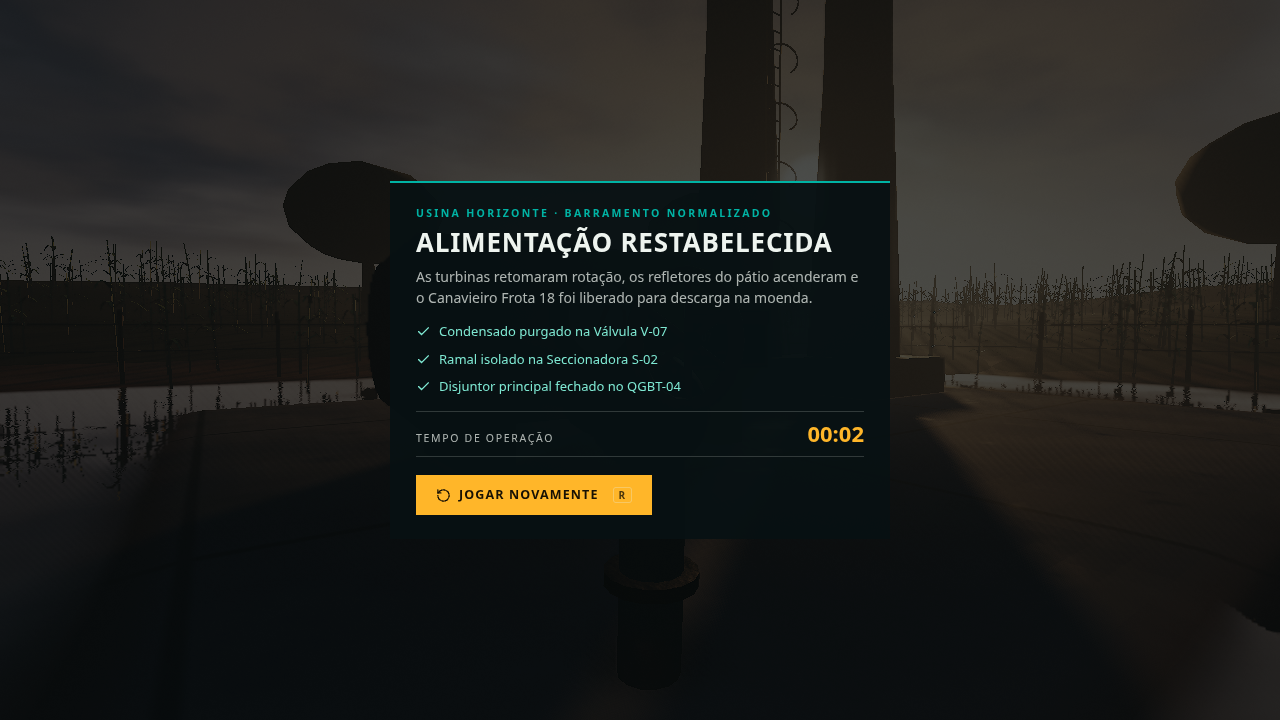 USINA HORIZONTE · BARRAMENTO NORMALIZADO
ALIMENTAÇÃO RESTABELECIDA
As turbinas retomaram rotação, os refletores do pátio acenderam e
o Canavieiro Frota 18 foi liberado para descarga na moenda.
Condensado purgado na Válvula V-07
Ramal isolado na Seccionadora S-02
Disjuntor principal fechado no QGBT-04
TEMPO DE OPERAÇÃO 00:02
JOGAR NOVAMENTE R